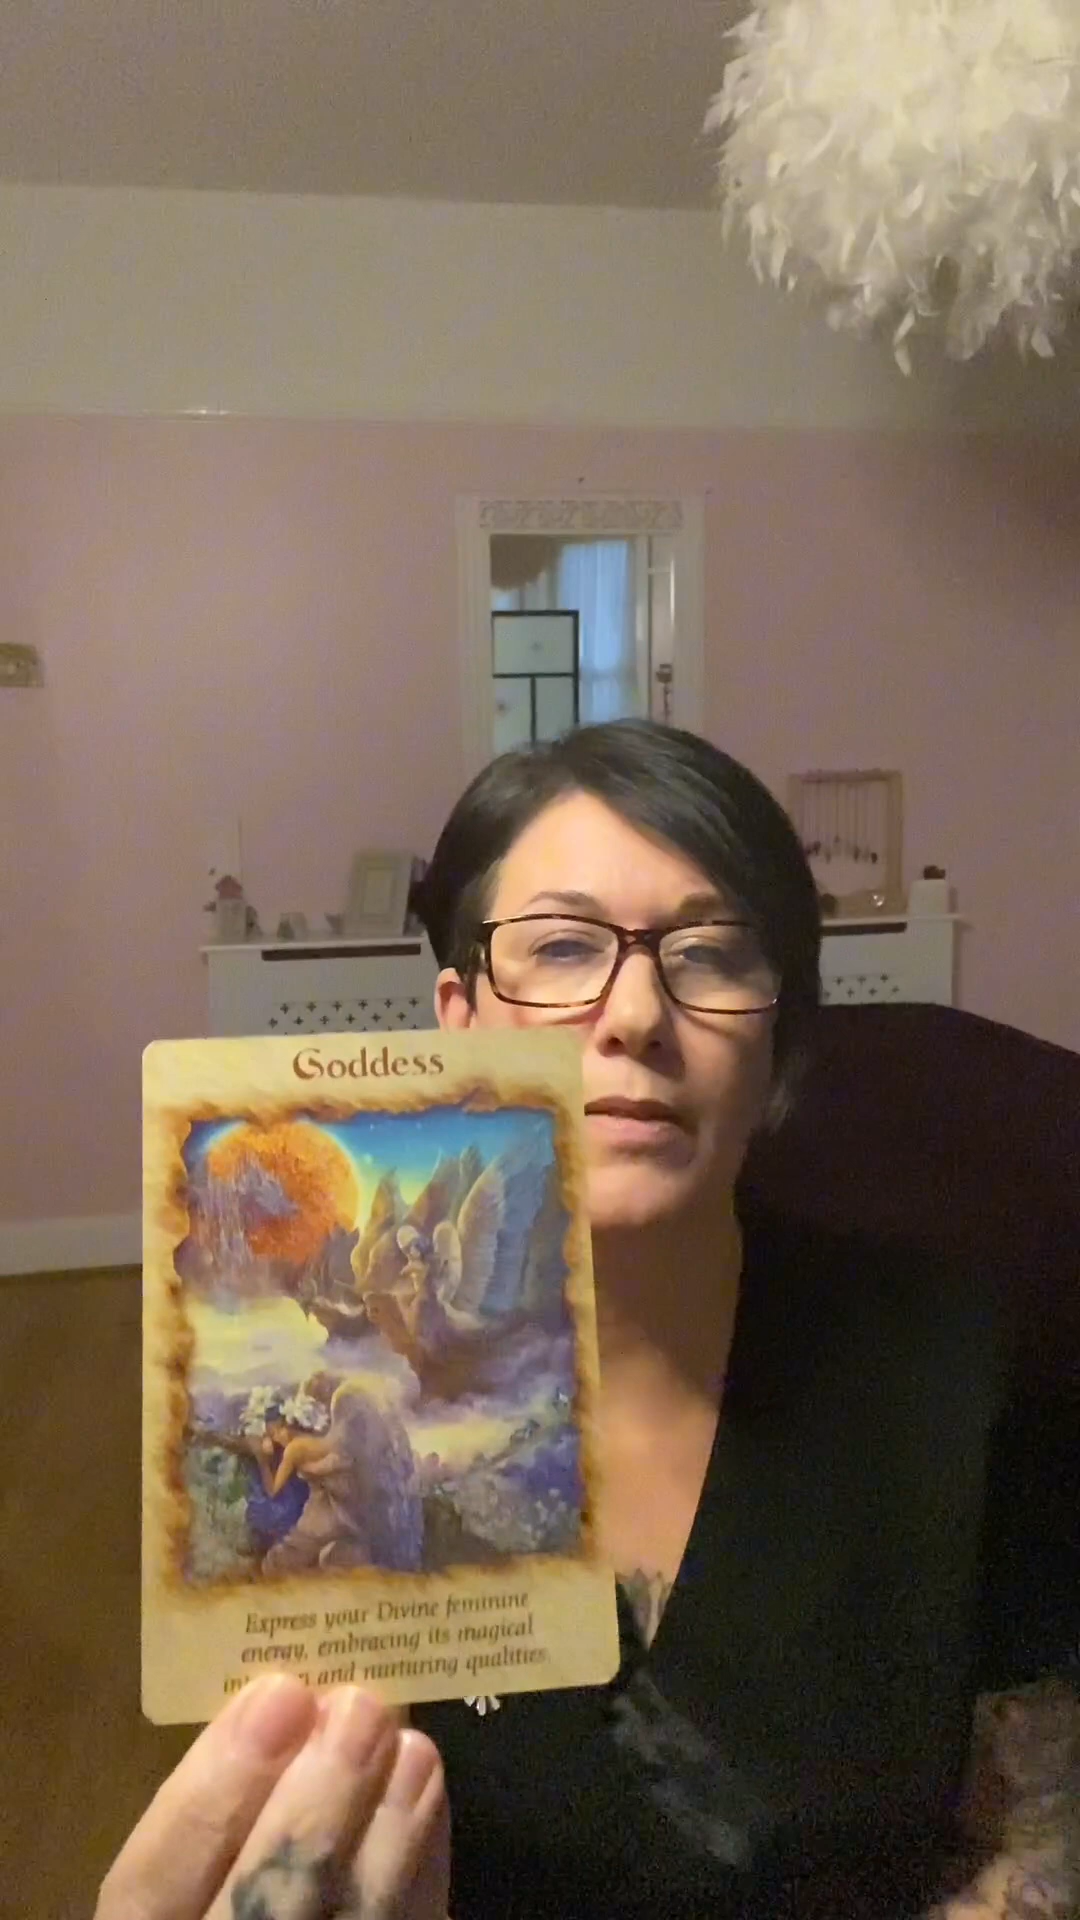 Goddess
Express your Divine feminine
energy, embracing its magical
and nurturing qualities.